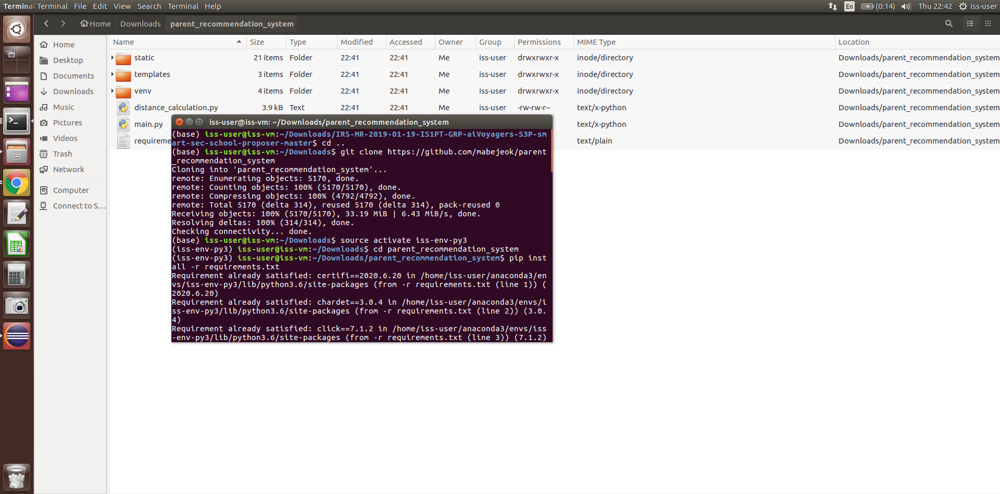 Terminal Terminal File Edit View Search Terminal Help En (0:14) Thu 22:42 iss-user
Home Downloads parent_recommendation_system
Name Size Type Modified Accessed Owner Group Permissions MIME Type Location
Home
Desktop
Documents
Downloads
Music
Pictures
Videos
Trash
Network
Computer
Connect to S...
static 21 items Folder 22:41 22:41 Me iss-user drwxrwxr-x inode/directory Downloads/parent_recommendation_system
templates 3 items Folder 22:41 22:41 Me iss-user drwxrwxr-x inode/directory Downloads/parent_recommendation_system
venv 4 items Folder 22:41 22:41 Me iss-user drwxrwxr-x inode/directory Downloads/parent_recommendation_system
distance_calculation.py 3.9 kB Text 22:41 22:41 Me iss-user -rw-rw-r-- text/x-python Downloads/parent_recommendation_system
main.py text/x-python Downloads/parent_recommendation_system
requireme text/plain Downloads/parent_recommendation_system
iss-user@iss-vm: ~/Downloads/parent_recommendation_system
(base) iss-user@iss-vm:~/Downloads/IRS-MR-2019-01-19-IS1PT-GRP-aiVoyagers-S3P-sm
art-sec-school-proposer-master$ cd ..
(base) iss-user@iss-vm:~/Downloads$ git clone https://github.com/mabejeok/parent
_recommendation_system
Cloning into 'parent_recommendation_system'...
remote: Enumerating objects: 5170, done.
remote: Counting objects: 100% (5170/5170), done.
remote: Compressing objects: 100% (4792/4792), done.
remote: Total 5170 (delta 314), reused 5170 (delta 314), pack-reused 0
Receiving objects: 100% (5170/5170), 33.19 MiB | 6.43 MiB/s, done.
Resolving deltas: 100% (314/314), done.
Checking connectivity... done.
(base) iss-user@iss-vm:~/Downloads$ source activate iss-env-py3
(iss-env-py3) iss-user@iss-vm:~/Downloads$ cd parent_recommendation_system
(iss-env-py3) iss-user@iss-vm:~/Downloads/parent_recommendation_system$ pip inst
all -r requirements.txt
Requirement already satisfied: certifi==2020.6.20 in /home/iss-user/anaconda3/en
vs/iss-env-py3/lib/python3.6/site-packages (from -r requirements.txt (line 1)) (
2020.6.20)
Requirement already satisfied: chardet==3.0.4 in /home/iss-user/anaconda3/envs/i
ss-env-py3/lib/python3.6/site-packages (from -r requirements.txt (line 2)) (3.0.
4)
Requirement already satisfied: click==7.1.2 in /home/iss-user/anaconda3/envs/iss
-env-py3/lib/python3.6/site-packages (from -r requirements.txt (line 3)) (7.1.2)